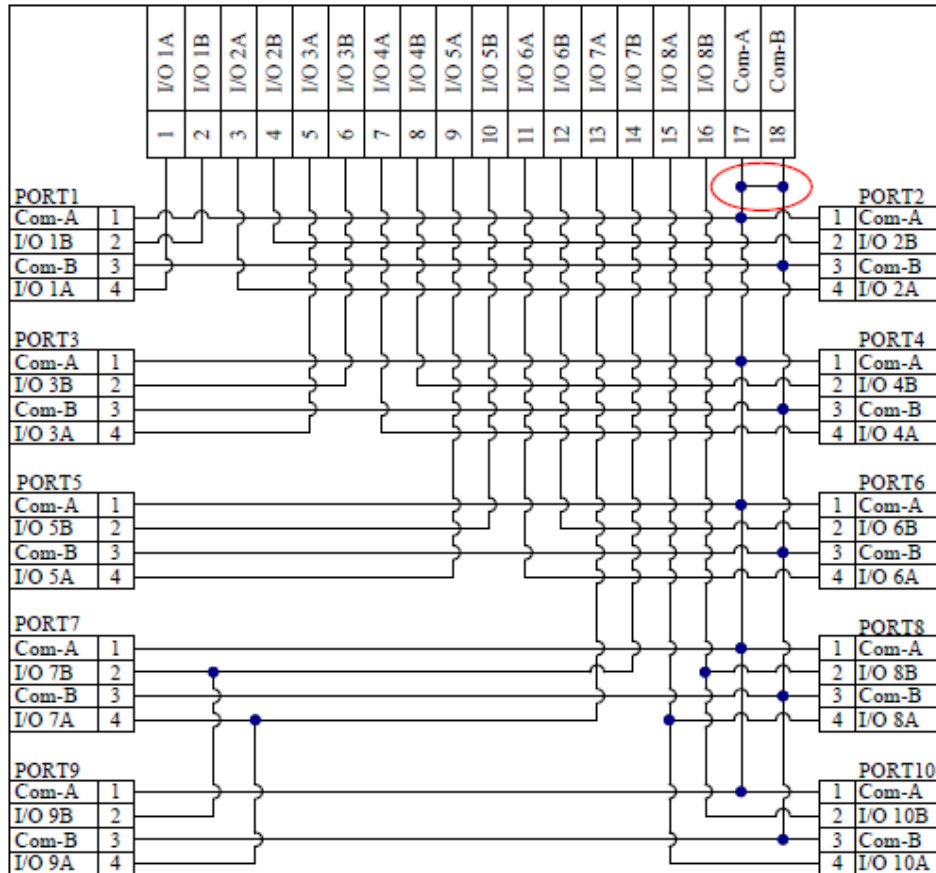 I/O 1A
I/O 1B
I/O 2A
I/O 2B
I/O 3A
I/O 3B
I/O 4A
I/O 4B
I/O 5A
I/O 5B
I/O 6A
I/O 6B
I/O 7A
I/O 7B
I/O 8A
I/O 8B
Com-A
Com-B
1 2 3 4 5 6 7 8 9 10 11 12 13 14 15 16 17 18
PORT1
Com-A 1
I/O 1B 2
Com-B 3
I/O 1A 4
PORT2
1 Com-A
2 I/O 2B
3 Com-B
4 I/O 2A
PORT3
Com-A 1
I/O 3B 2
Com-B 3
I/O 3A 4
PORT4
1 Com-A
2 I/O 4B
3 Com-B
4 I/O 4A
PORT5
Com-A 1
I/O 5B 2
Com-B 3
I/O 5A 4
PORT6
1 Com-A
2 I/O 6B
3 Com-B
4 I/O 6A
PORT7
Com-A 1
I/O 7B 2
Com-B 3
I/O 7A 4
PORT8
1 Com-A
2 I/O 8B
3 Com-B
4 I/O 8A
PORT9
Com-A 1
I/O 9B 2
Com-B 3
I/O 9A 4
PORT10
1 Com-A
2 I/O 10B
3 Com-B
4 I/O 10A